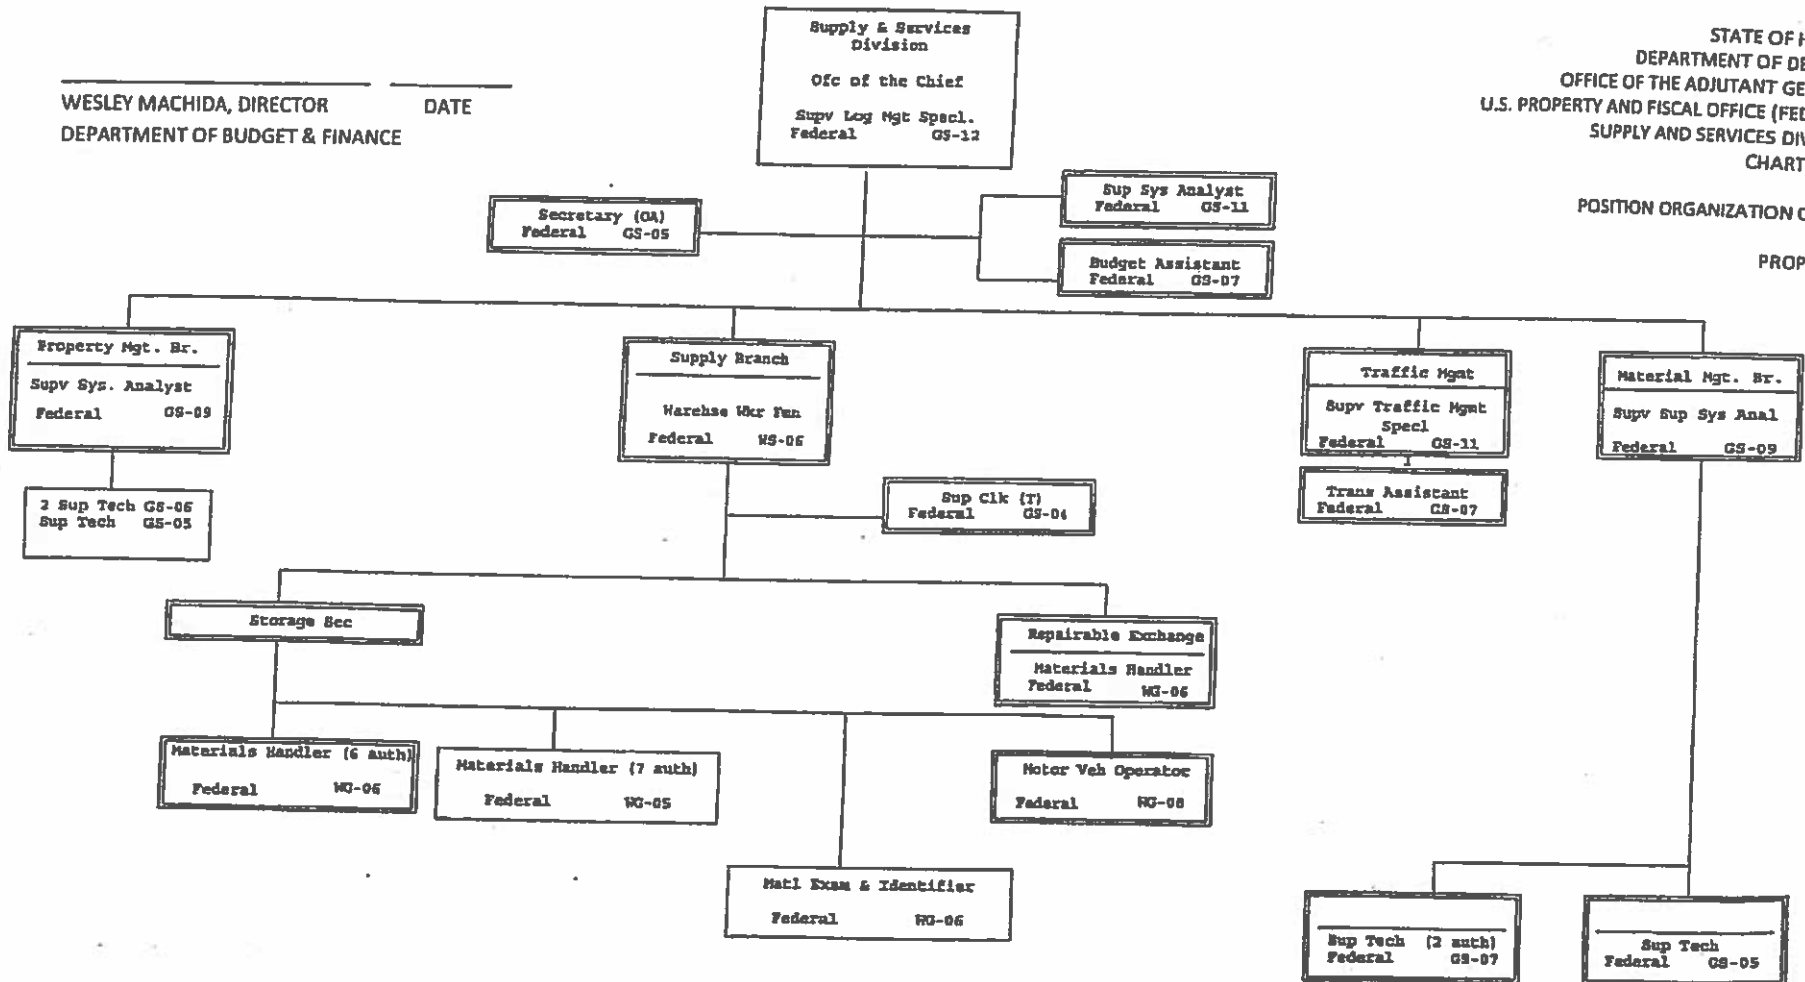 Supply & Services
Division
Ofc of the Chief
Supv Log Mgt Spscl.
Federal GS-12
WESLEY MACHIDA, DIRECTOR DATE
DEPARTMENT OF BUDGET & FINANCE
STATE OF H
DEPARTMENT OF DE
OFFICE OF THE ADJUTANT GE
U.S. PROPERTY AND FISCAL OFFICE (FED
SUPPLY AND SERVICES DIV
CHART
POSITION ORGANIZATION C
PROP
Secretary (OA)
Federal GS-05
Sup Sys Analyst
Federal GS-11
Budget Assistant
Federal GS-07
Property Mgt. Br.
Supv Sys. Analyst
Federal GS-09
2 Sup Tech GS-06
Sup Tech GS-05
Supply Branch
Warehse Wkr Fmn
Federal WS-06
Sup Clk (T)
Federal GS-04
Traffic Mgmt
Supv Traffic Mgmt
Specl
Federal GS-11
Trans Assistant
Federal GS-07
Material Mgt. Br.
Supv Sup Sys Anal
Federal GS-09
Storage Sec
Repairable Exchange
Materials Handler
Federal WG-06
Materials Handler (6 auth)
Federal WG-06
Materials Handler (7 auth)
Federal WG-05
Motor Veh Operator
Federal WG-08
Matl Exam & Identifier
Federal WG-06
Sup Tech (2 auth)
Federal GS-07
Sup Tech
Federal GS-05